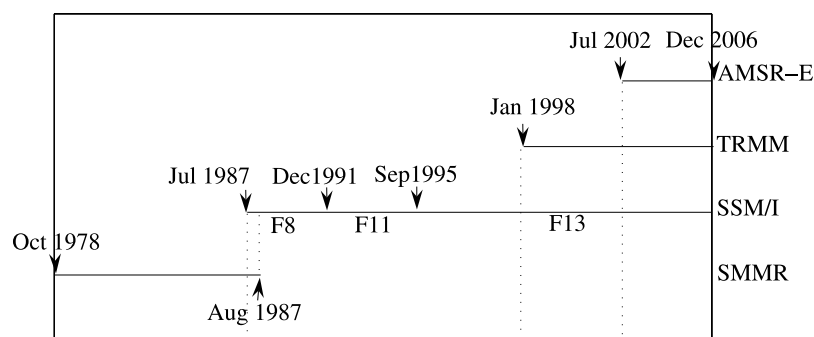 Jul 2002 Dec 2006
AMSR–E
Jan 1998
TRMM
Jul 1987 Dec1991 Sep1995
SSM/I
F8 F11 F13
Oct 1978
SMMR
Aug 1987